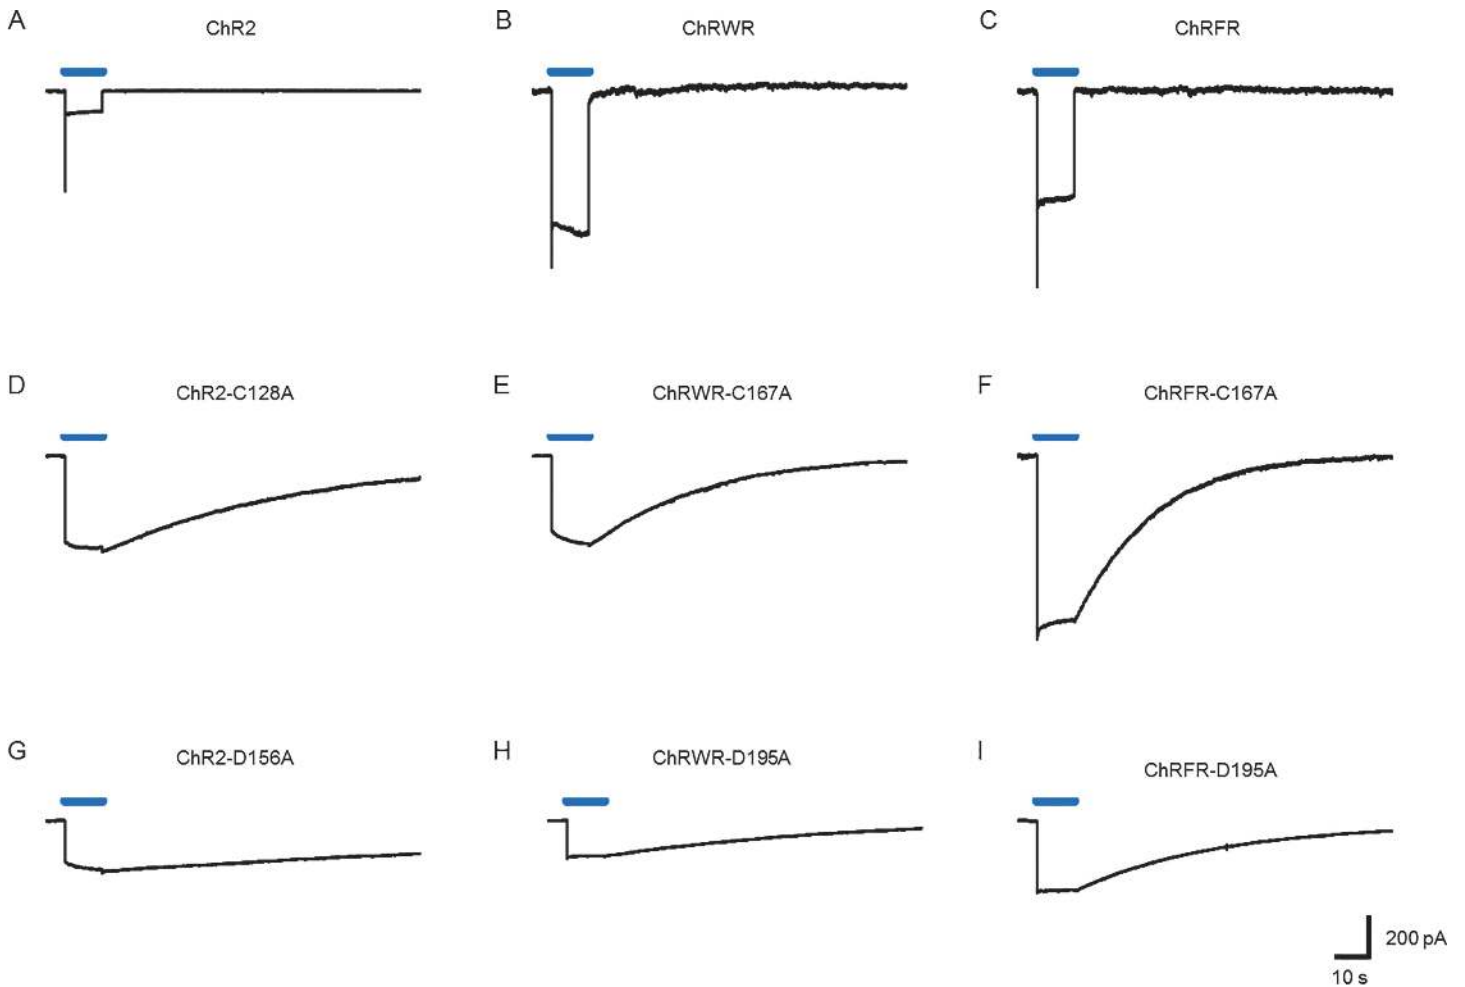 A
ChR2
B
ChRWR
C
ChRFR
D
ChR2-C128A
E
ChRWR-C167A
F
ChRFR-C167A
G
ChR2-D156A
H
ChRWR-D195A
I
ChRFR-D195A
200 pA
10 s